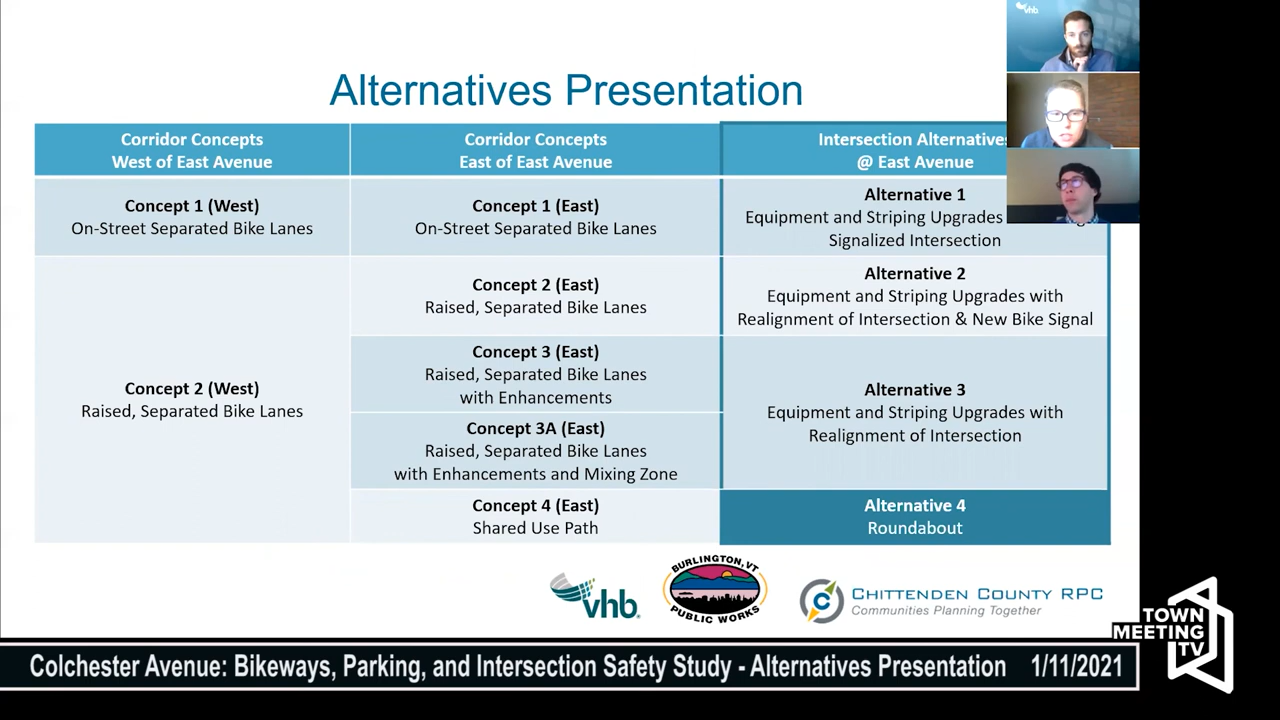 vhb
Alternatives Presentation
Corridor Concepts
West of East Avenue
Corridor Concepts
East of East Avenue
Intersection Alternatives
@ East Avenue
Concept 1 (West)
On-Street Separated Bike Lanes
Concept 1 (East)
On-Street Separated Bike Lanes
Alternative 1
Equipment and Striping Upgrades
Signalized Intersection
Concept 2 (West)
Raised, Separated Bike Lanes
Concept 2 (East)
Raised, Separated Bike Lanes
Alternative 2
Equipment and Striping Upgrades with
Realignment of Intersection & New Bike Signal
Concept 3 (East)
Raised, Separated Bike Lanes
with Enhancements
Concept 3A (East)
Raised, Separated Bike Lanes
with Enhancements and Mixing Zone
Alternative 3
Equipment and Striping Upgrades with
Realignment of Intersection
Concept 4 (East)
Shared Use Path
Alternative 4
Roundabout
vhb
BURLINGTON, VT
PUBLIC WORKS
C
CHITTENDEN COUNTY RPC
Communities Planning Together
TOWN
MEETING
TV
Colchester Avenue: Bikeways, Parking, and Intersection Safety Study - Alternatives Presentation 1/11/2021